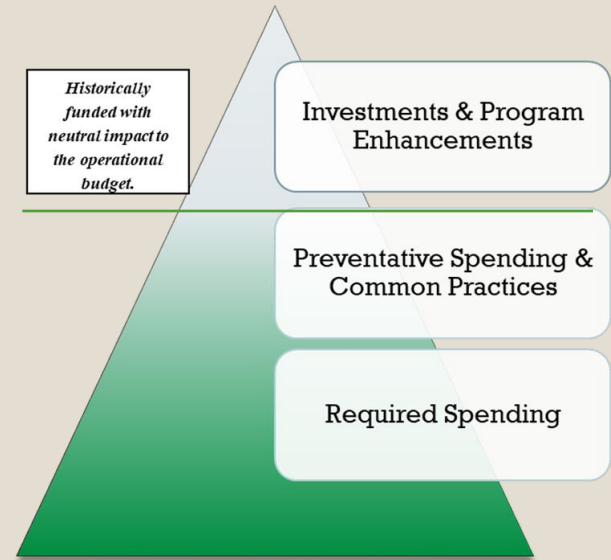 Historically
funded with
neutral impact to
the operational
budget.
Investments & Program
Enhancements
Preventative Spending &
Common Practices
Required Spending